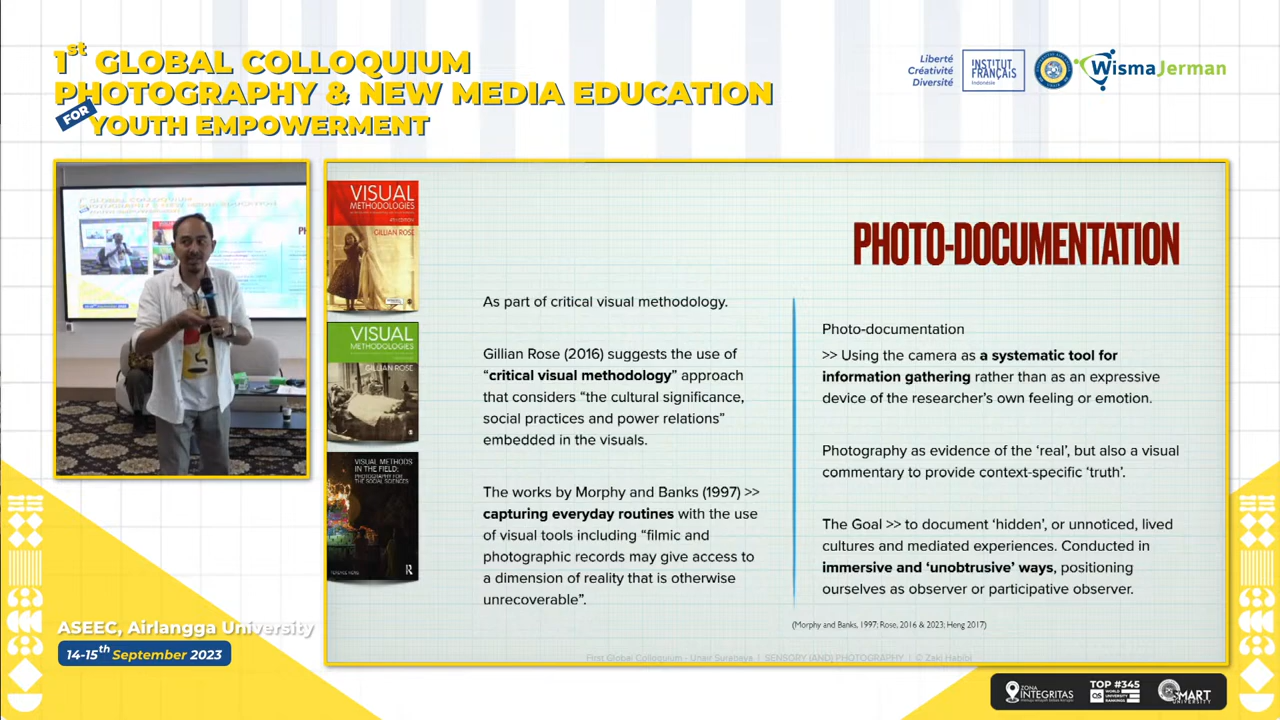 1st GLOBAL COLLOQUIUM
PHOTOGRAPHY & NEW MEDIA EDUCATION
FOR YOUTH EMPOWERMENT
Liberté
Créativité
Diversité
INSTITUT
FRANÇAIS
Indonésie
WismaJerman
VISUAL
METHODOLOGIES
4TH EDITION
GILLIAN ROSE
VISUAL
METHODOLOGIES
GILLIAN ROSE
VISUAL METHODS
IN THE FIELD:
PHOTOGRAPHY FOR
THE SOCIAL SCIENCES
R
PHOTO-DOCUMENTATION
As part of critical visual methodology.
Gillian Rose (2016) suggests the use of
“critical visual methodology” approach
that considers “the cultural significance,
social practices and power relations”
embedded in the visuals.
The works by Morphy and Banks (1997) >>
capturing everyday routines with the use
of visual tools including “filmic and
photographic records may give access to
a dimension of reality that is otherwise
unrecoverable”.
Photo-documentation
>> Using the camera as a systematic tool for
information gathering rather than as an expressive
device of the researcher’s own feeling or emotion.
Photography as evidence of the ‘real’, but also a visual
commentary to provide context-specific ‘truth’.
The Goal >> to document ‘hidden’, or unnoticed, lived
cultures and mediated experiences. Conducted in
immersive and ‘unobtrusive’ ways, positioning
ourselves as observer or participative observer.
(Morphy and Banks, 1997; Rose, 2016 & 2023; Heng 2017)
First Global Colloquium - Unair Surabaya | SENSORY (AND) PHOTOGRAPHY | © Zaki Habibi
ASEEC, Airlangga University
14-15th September 2023
ZONA
INTEGRITAS
TOP #345
QS WORLD
UNIVERSITY
RANKINGS
SMART
UNIVERSITY